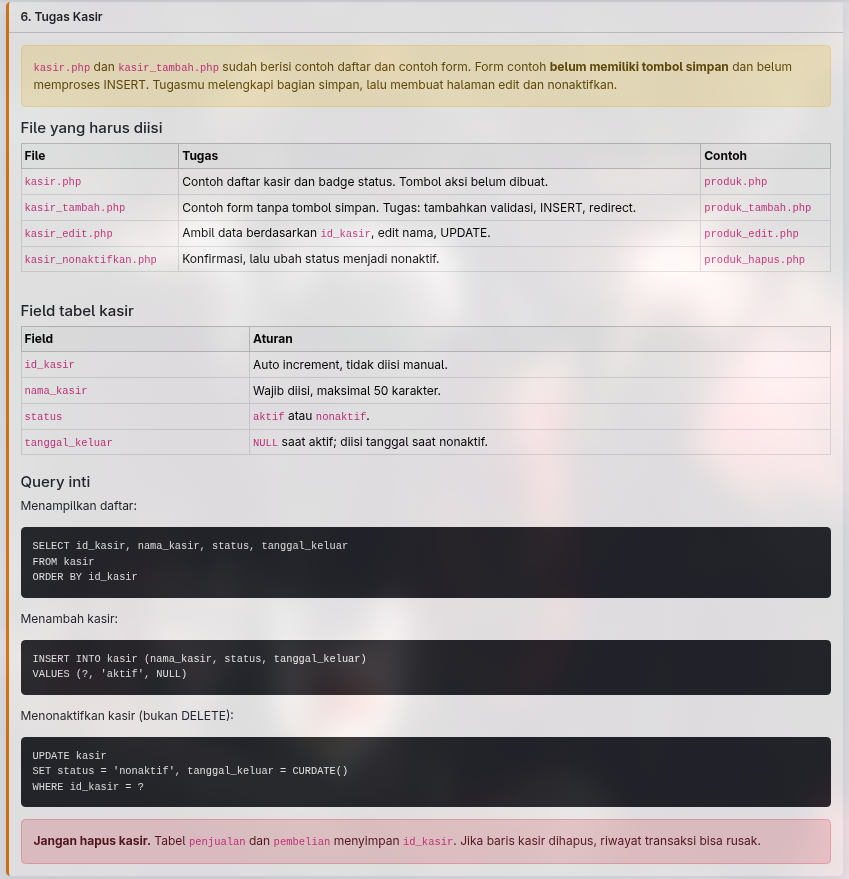 6. Tugas Kasir
kasir.php dan kasir_tambah.php sudah berisi contoh daftar dan contoh form. Form contoh belum memiliki tombol simpan dan belum
memproses INSERT. Tugasmu melengkapi bagian simpan, lalu membuat halaman edit dan nonaktifkan.
File yang harus diisi
File Tugas Contoh
kasir.php Contoh daftar kasir dan badge status. Tombol aksi belum dibuat. produk.php
kasir_tambah.php Contoh form tanpa tombol simpan. Tugas: tambahkan validasi, INSERT, redirect. produk_tambah.php
kasir_edit.php Ambil data berdasarkan id_kasir, edit nama, UPDATE. produk_edit.php
kasir_nonaktifkan.php Konfirmasi, lalu ubah status menjadi nonaktif. produk_hapus.php
Field tabel kasir
Field Aturan
id_kasir Auto increment, tidak diisi manual.
nama_kasir Wajib diisi, maksimal 50 karakter.
status aktif atau nonaktif.
tanggal_keluar NULL saat aktif; diisi tanggal saat nonaktif.
Query inti
Menampilkan daftar:
SELECT id_kasir, nama_kasir, status, tanggal_keluar
FROM kasir
ORDER BY id_kasir
Menambah kasir:
INSERT INTO kasir (nama_kasir, status, tanggal_keluar)
VALUES (?, 'aktif', NULL)
Menonaktifkan kasir (bukan DELETE):
UPDATE kasir
SET status = 'nonaktif', tanggal_keluar = CURDATE()
WHERE id_kasir = ?
Jangan hapus kasir. Tabel penjualan dan pembelian menyimpan id_kasir. Jika baris kasir dihapus, riwayat transaksi bisa rusak.